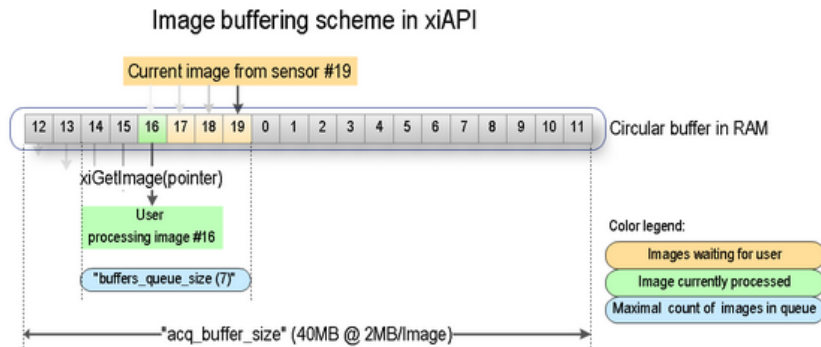 Image buffering scheme in xiAPI
Current image from sensor #19
12 13 14 15 16 17 18 19 0 1 2 3 4 5 6 7 8 9 10 11
Circular buffer in RAM
xiGetImage(pointer)
User
processing image #16
"buffers_queue_size (7)"
Color legend:
Images waiting for user
Image currently processed
Maximal count of images in queue
"acq_buffer_size" (40MB @ 2MB/Image)